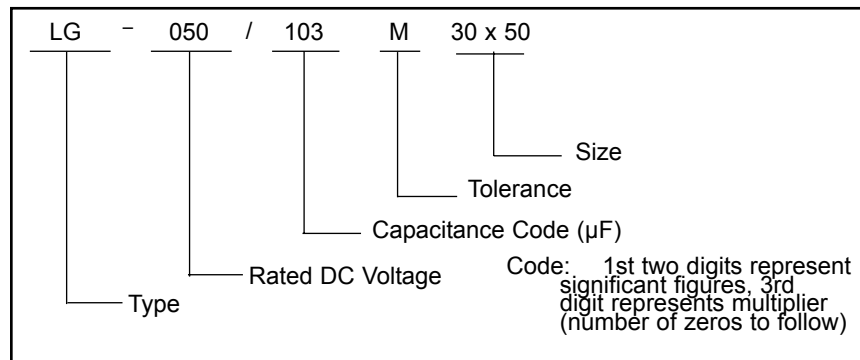 LG - 050 / 103 M 30 x 50
Size
Tolerance
Capacitance Code (µF)
Rated DC Voltage
Type
Code: 1st two digits represent
significant figures, 3rd
digit represents multiplier
(number of zeros to follow)